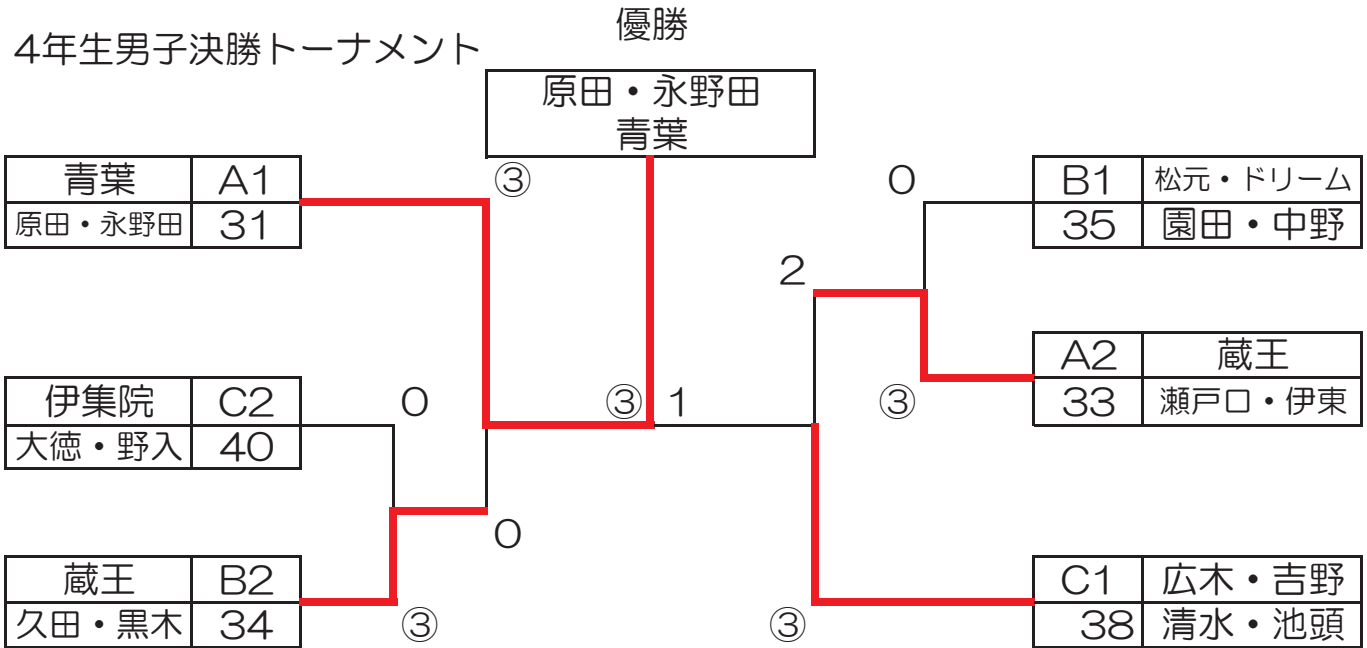 優勝
4年生男子決勝トーナメント
原田・永野田
青葉
青葉 A1
原田・永野田 31
③
0
B1 松元・ドリーム
35 園田・中野
2
A2 蔵王
33 瀬戸口・伊東
伊集院 C2
大徳・野入 40
0
③ 1
③
0
蔵王 B2
久田・黒木 34
③
③
C1 広木・吉野
38 清水・池頭